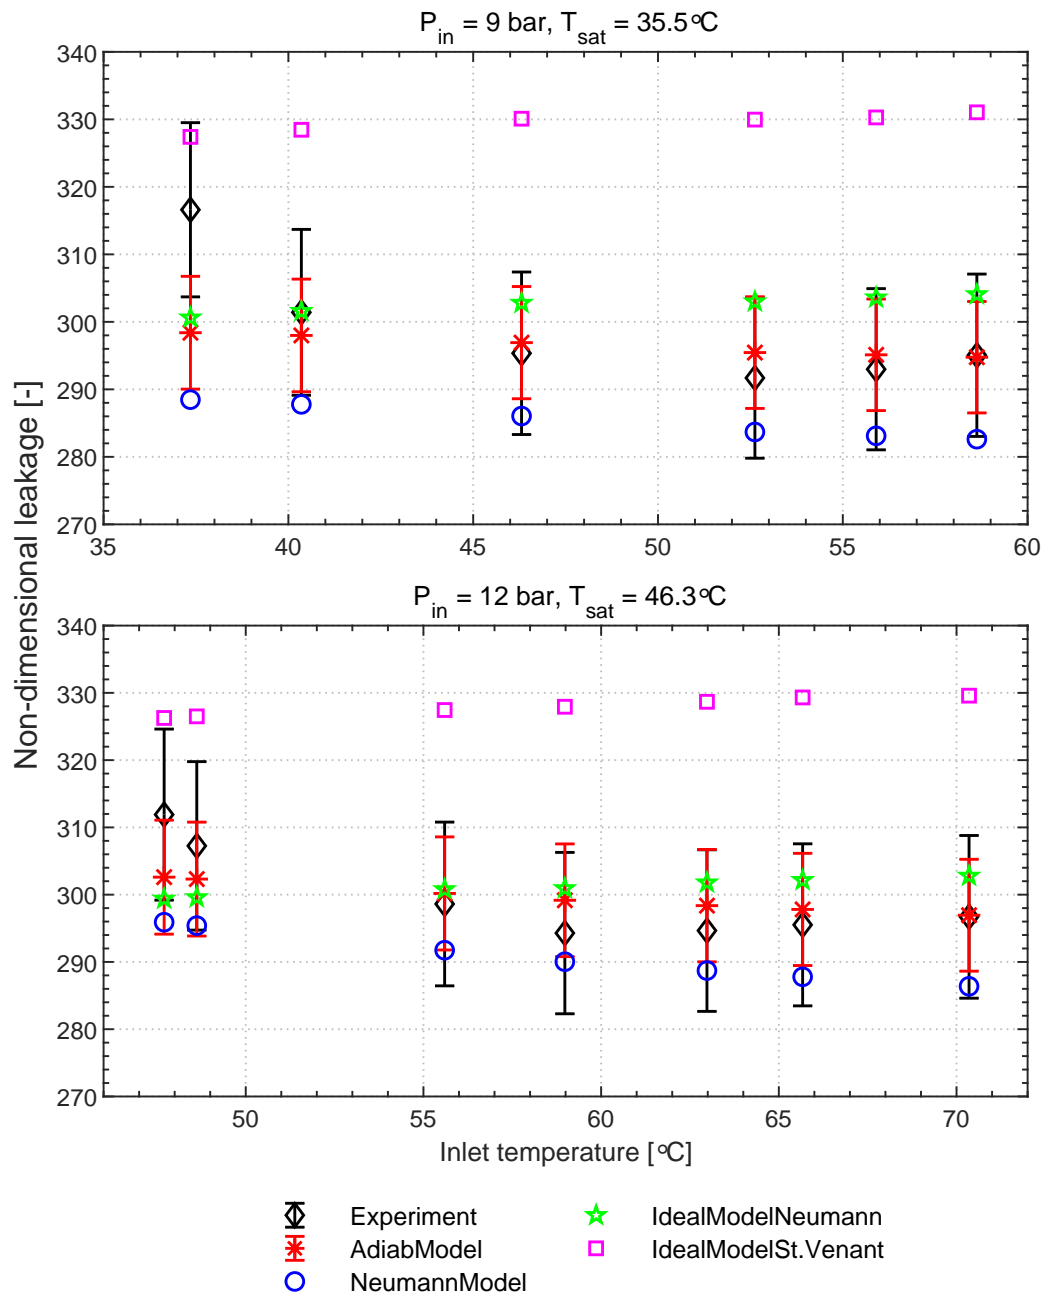 P_in = 9 bar, T_sat = 35.5°C
340
330
320
310
300
290
280
270
35 40 45 50 55 60
Non-dimensional leakage [-]
P_in = 12 bar, T_sat = 46.3°C
340
330
320
310
300
290
280
270
50 55 60 65 70
Inlet temperature [°C]
Experiment
AdiabModel
NeumannModel
IdealModelNeumann
IdealModelSt.Venant